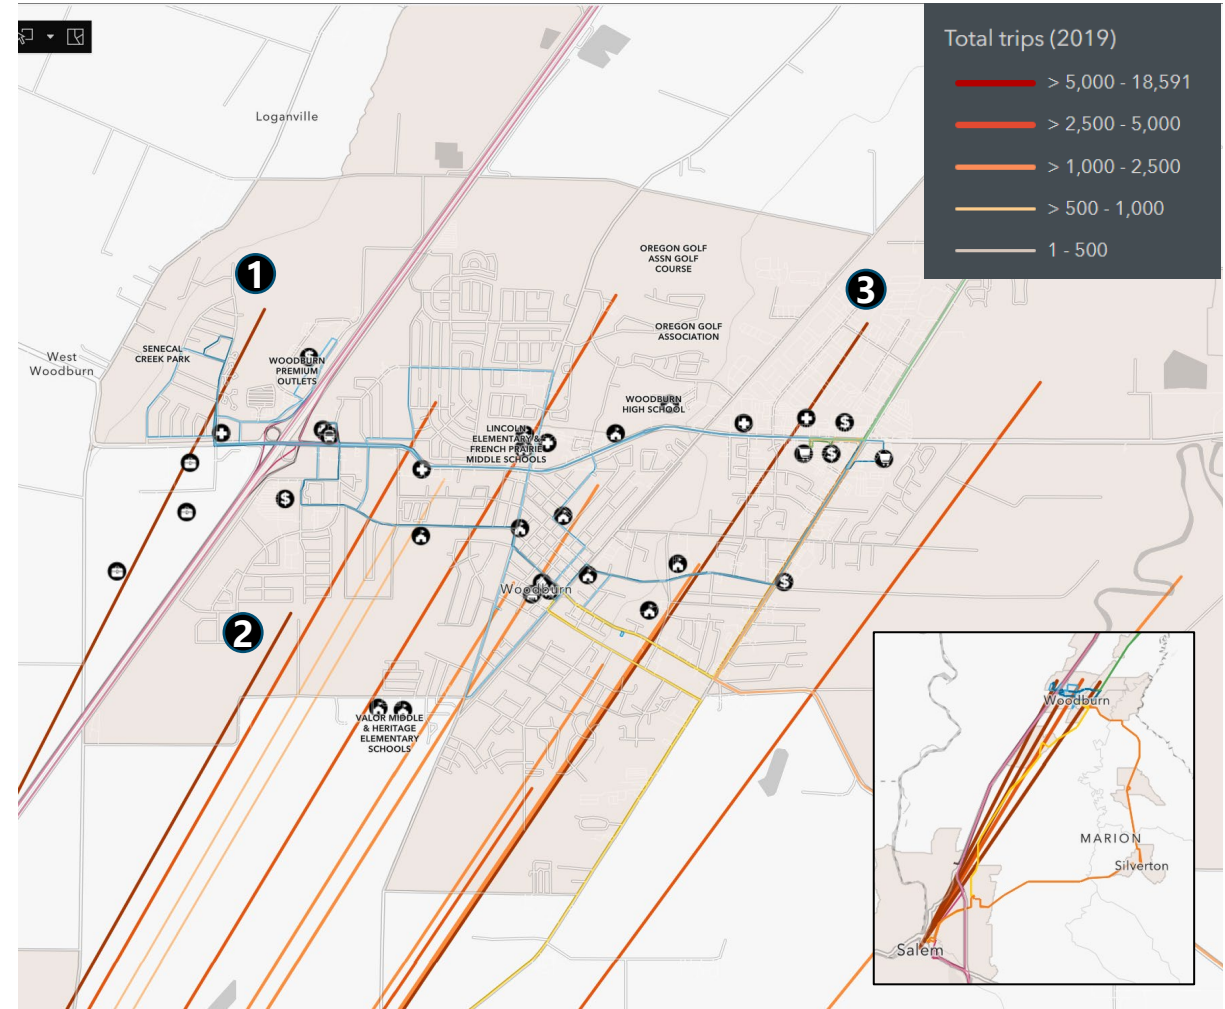 Total trips (2019)
> 5,000 - 18,591
> 2,500 - 5,000
> 1,000 - 2,500
> 500 - 1,000
1 - 500
Loganville
OREGON GOLF
ASSN GOLF
COURSE
1
3
OREGON GOLF
ASSOCIATION
SENECAL
CREEK PARK
West
Woodburn
WOODBURN
PREMIUM
OUTLETS
WOODBURN
HIGH SCHOOL
LINCOLN
ELEMENTARY &
FRENCH PRAIRIE
MIDDLE SCHOOLS
$
$
$
Woodburn
$
2
VALOR MIDDLE
& HERITAGE
ELEMENTARY
SCHOOLS
Woodburn
MARION
Silverton
Salem